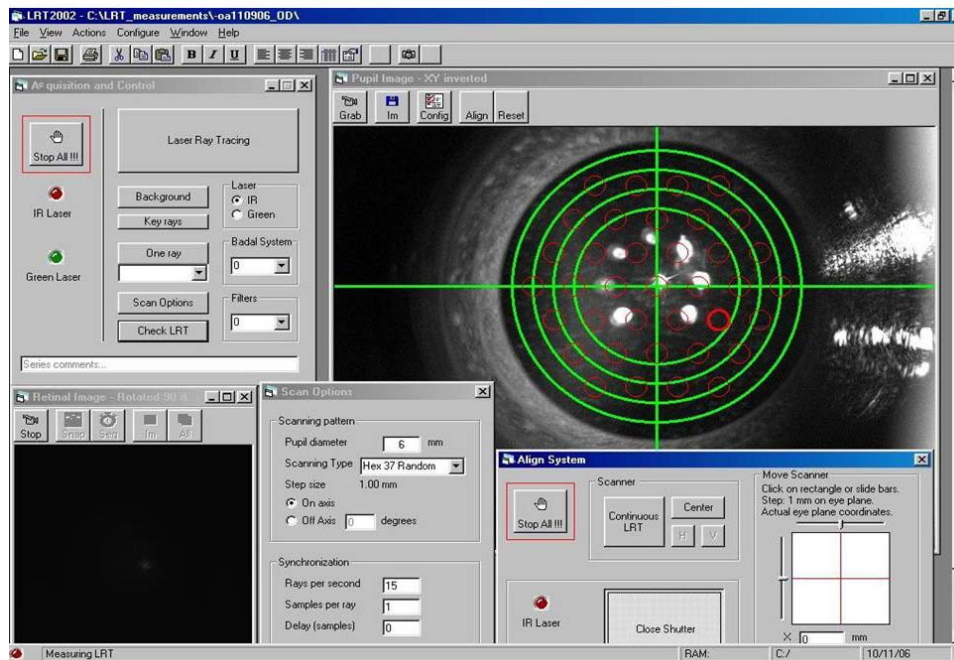 LRT2002 - C:\LRT_measurements\-oa110906_OD\
File View Actions Configure Window Help
B I U
Acquisition and Control
Stop All !!!
Laser Ray Tracing
IR Laser
Green Laser
Background
Key rays
One ray
Scan Options
Check LRT
Laser
IR
Green
Badal System
0
Filters
0
Series comments...
Pupil Image - XY inverted
Grab Im Config Align Reset
Retinal Image - Rotated 90 d...
Stop Snap Seq Im All
Scan Options
Scanning pattern
Pupil diameter 6 mm
Scanning Type Hex 37 Random
Step size 1.00 mm
On axis
Off Axis 0 degrees
Synchronization
Rays per second 15
Samples per ray 1
Delay (samples) 0
Align System
Stop All !!!
Scanner
Continuous LRT
Center
H V
IR Laser
Close Shutter
Move Scanner
Click on rectangle or slide bars.
Step: 1 mm on eye plane.
Actual eye plane coordinates.
X 0 mm
Measuring LRT RAM: C:/ 10/11/06